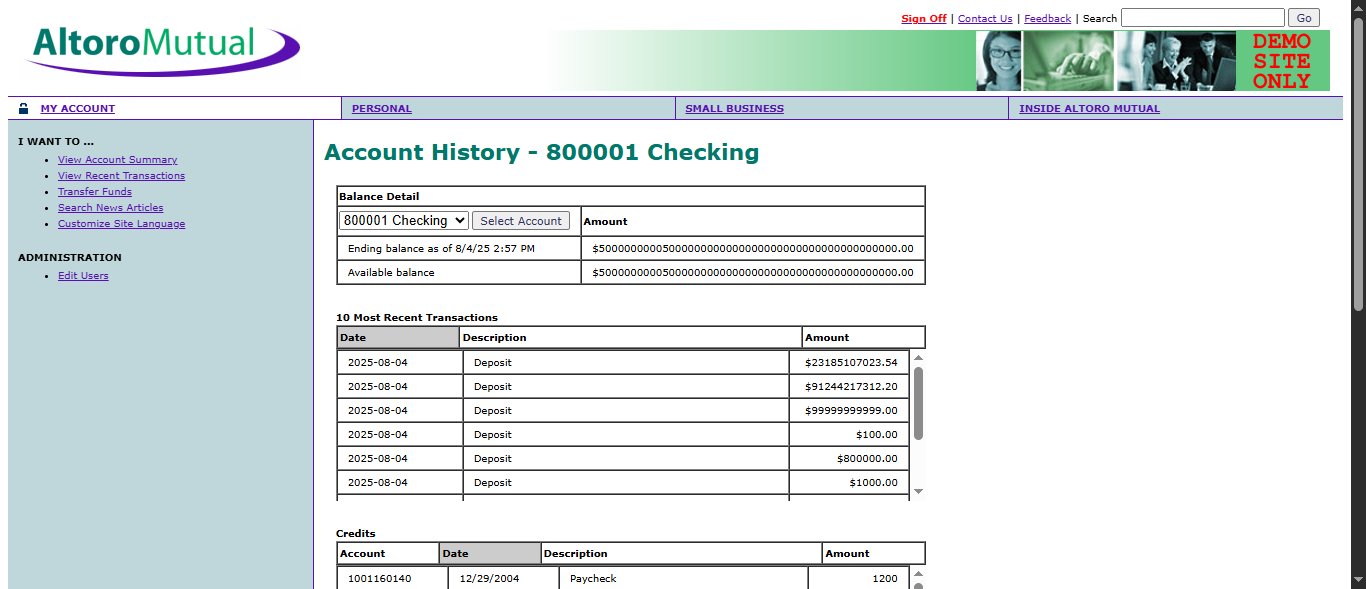 Sign Off | Contact Us | Feedback | Search Go
AltoroMutual
DEMO
SITE
ONLY
MY ACCOUNT PERSONAL SMALL BUSINESS INSIDE ALTORO MUTUAL
I WANT TO ...
View Account Summary
View Recent Transactions
Transfer Funds
Search News Articles
Customize Site Language
ADMINISTRATION
Edit Users
Account History - 800001 Checking
Balance Detail
800001 Checking Select Account Amount
Ending balance as of 8/4/25 2:57 PM
Available balance
10 Most Recent Transactions
Date Description Amount
2025-08-04 Deposit $23185107023.54
2025-08-04 Deposit $91244217312.20
2025-08-04 Deposit $99999999999.00
2025-08-04 Deposit $100.00
2025-08-04 Deposit $800000.00
2025-08-04 Deposit $1000.00
Credits
Account Date Description Amount
1001160140 12/29/2004 Paycheck 1200